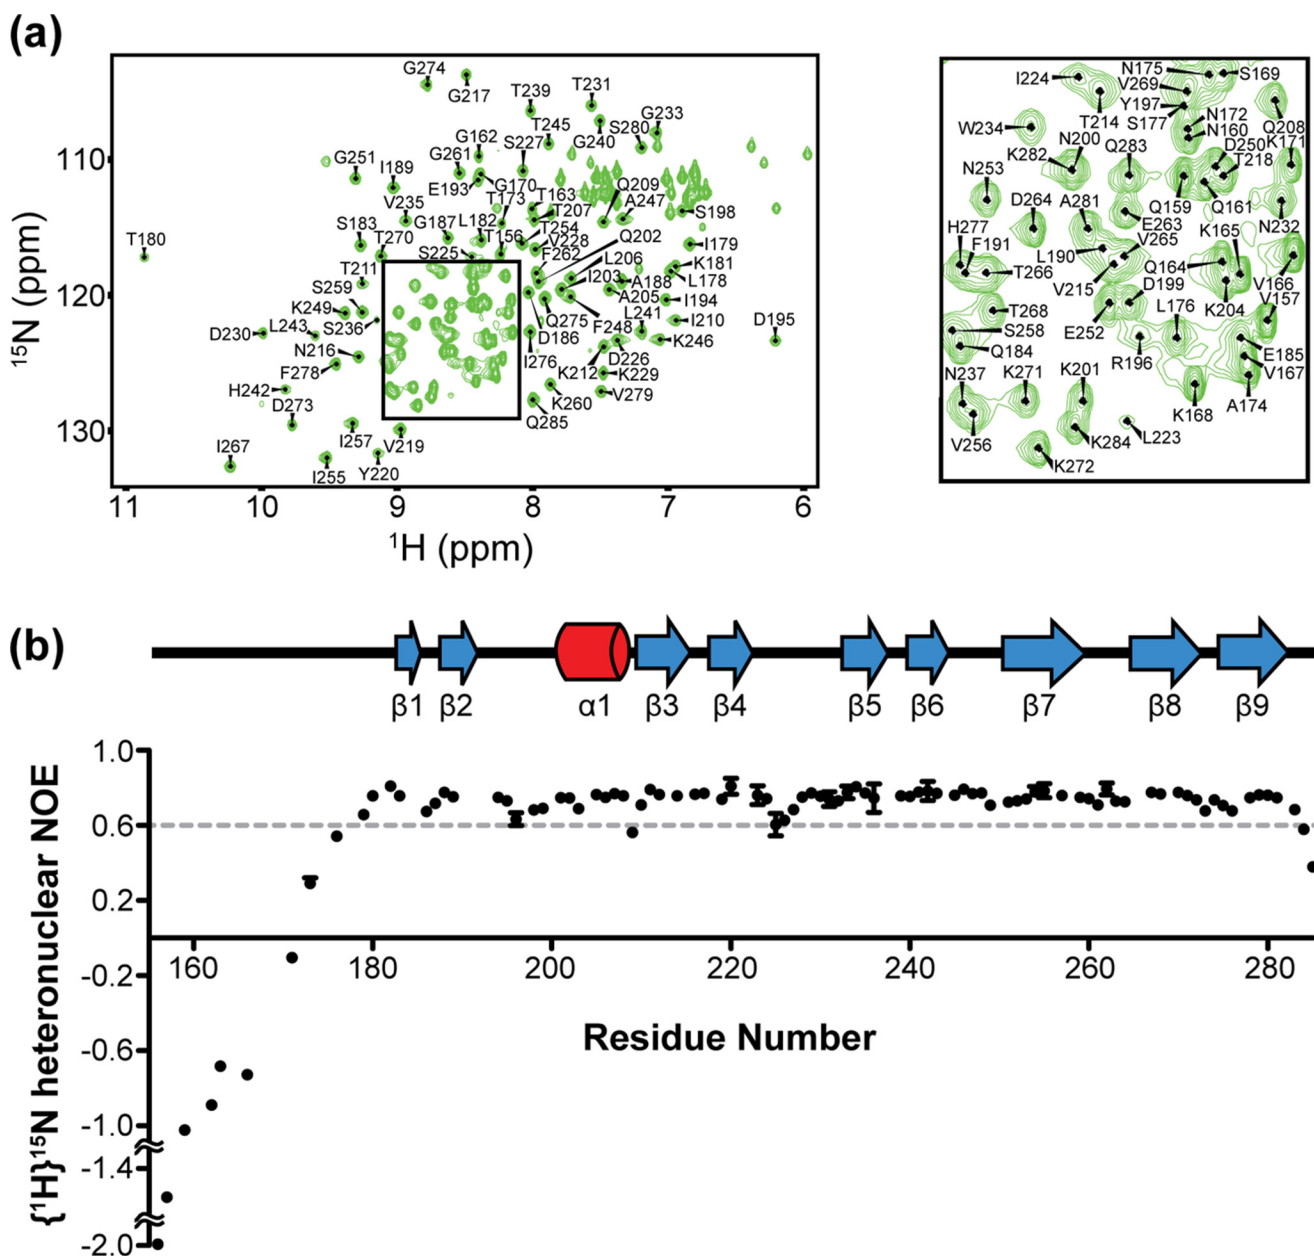 (a)
G274
G217
T239
T231
T245
S280
G233
G240
G162
S227
G251
I189
G261
E193
G170
Q209
V235
T173
T163
A247
T207
S198
S183
G187
L182
T254
T180
T270
T156
V228
Q202
I179
S225
F262
L206
K181
T211
I203
A188
L178
S259
A205
I194
K249
Q275
L241
I210
D195
D230
L243
S236
D186
F248
K246
N216
I276
D226
F278
K212
K229
H242
V279
D273
K260
Q285
I267
I257
V219
I255
Y220
110
120
130
11
10
9
8
7
6
15N (ppm)
1H (ppm)
I224
N175
S169
V269
Y197
T214
S177
N172
Q208
W234
N200
N160
K171
K282
Q283
D250
T218
N253
Q159
Q161
D264
A281
E263
K165
N232
H277
F191
L190
V265
Q164
T266
V215
D199
K204
V166
V157
T268
L176
S258
E252
E185
Q184
R196
V167
N237
K271
K201
K168
A174
V256
K284
L223
K272
(b)
β1
β2
α1
β3
β4
β5
β6
β7
β8
β9
1.0
0.6
0.2
-0.2
-0.6
-1.0
-1.4
-2.0
160
180
200
220
240
260
280
Residue Number
{1H}15N heteronuclear NOE